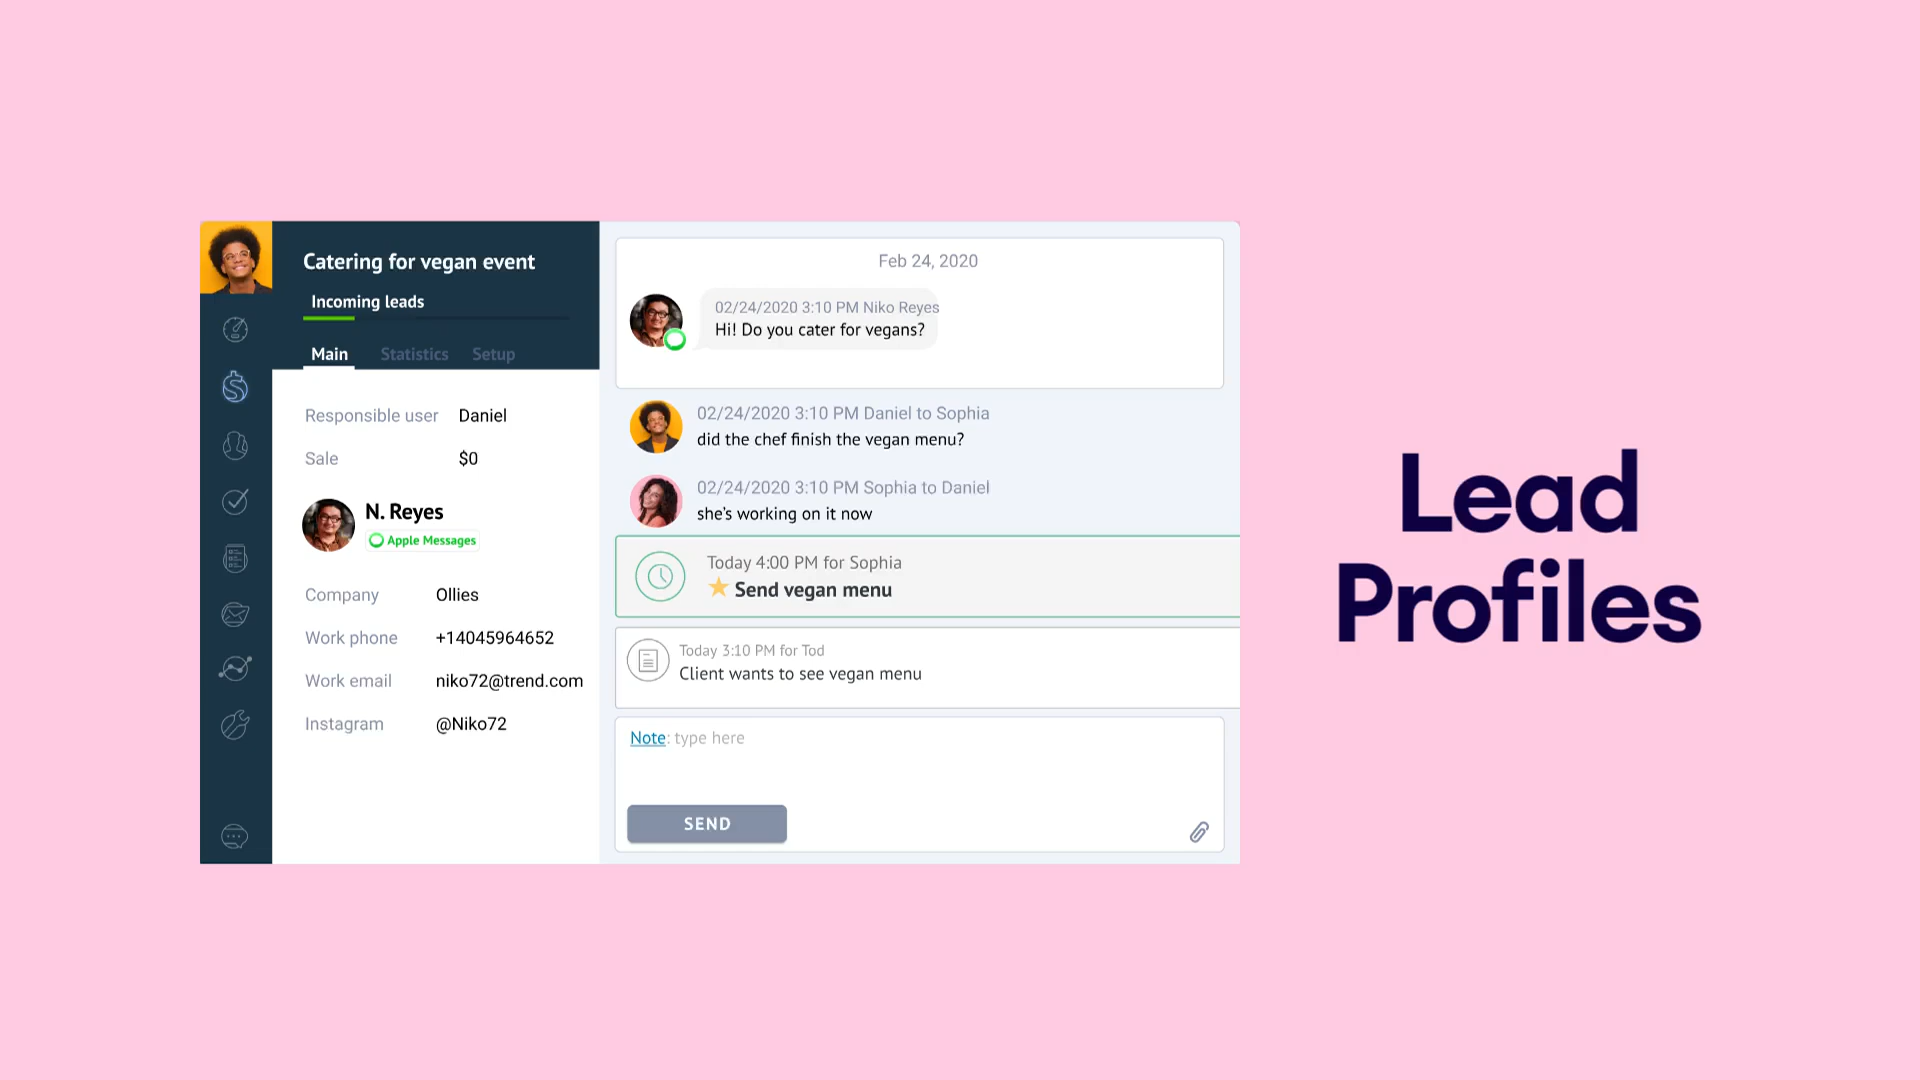 Catering for vegan event
Incoming leads
Main Statistics Setup
Responsible user Daniel
Sale $0
N. Reyes
Apple Messages
Company Ollies
Work phone +14045964652
Work email niko72@trend.com
Instagram @Niko72
Feb 24, 2020
02/24/2020 3:10 PM Niko Reyes
Hi! Do you cater for vegans?
02/24/2020 3:10 PM Daniel to Sophia
did the chef finish the vegan menu?
02/24/2020 3:10 PM Sophia to Daniel
she's working on it now
Today 4:00 PM for Sophia
Send vegan menu
Today 3:10 PM for Tod
Client wants to see vegan menu
Note: type here
SEND
Lead
Profiles